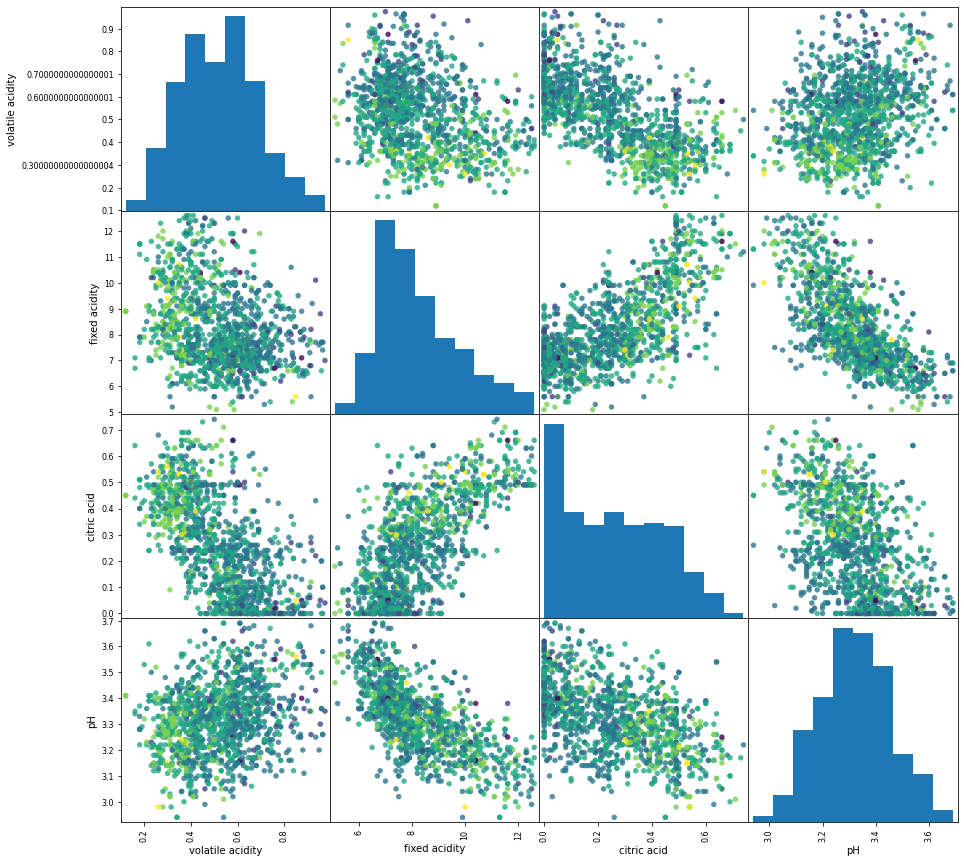 volatile acidity
0.9
0.8
0.7000000000000001
0.6000000000000001
0.5
0.4
0.30000000000000004
0.2
0.1
fixed acidity
12
11
10
9
8
7
6
5
citric acid
0.7
0.6
0.5
0.4
0.3
0.2
0.1
0.0
pH
3.7
3.6
3.5
3.4
3.3
3.2
3.1
3.0
0.2 0.4 0.6 0.8
6 8 10 12
0.0 0.2 0.4 0.6
3.0 3.2 3.4 3.6
volatile acidity
fixed acidity
citric acid
pH